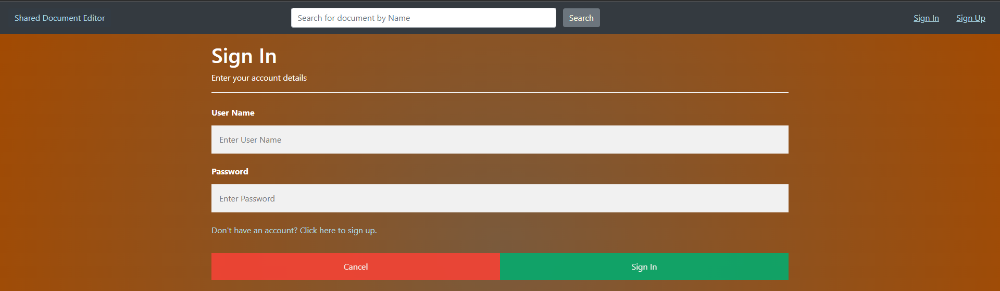 Shared Document Editor
Search for document by Name
Search
Sign In
Sign Up
Sign In
Enter your account details
User Name
Enter User Name
Password
Enter Password
Don't have an account? Click here to sign up.
Cancel
Sign In